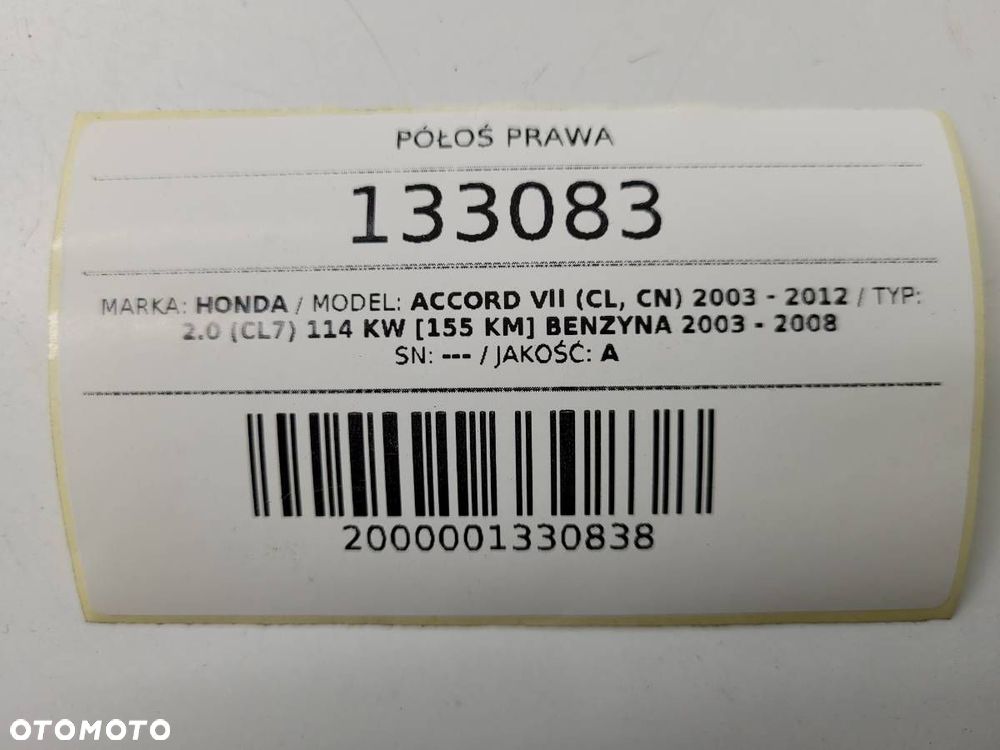 PÓŁOŚ PRAWA
133083
MARKA: HONDA / MODEL: ACCORD VII (CL, CN) 2003 - 2012 / TYP:
2.0 (CL7) 114 KW [155 KM] BENZYNA 2003 - 2008
SN: --- / JAKOŚĆ: A
2000001330838
OTOMOTO